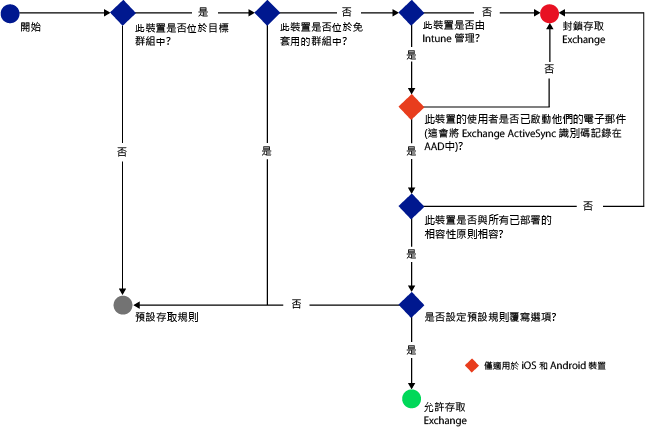 開始
是
此裝置是否位於目標
群組中?
否
此裝置是否位於免
套用的群組中?
否
此裝置是否由
Intune 管理?
封鎖存取
Exchange
是
否
此裝置的使用者是否已啟動他們的電子郵件
(這會將 Exchange ActiveSync 識別碼記錄在
AAD中)?
否
是
是
否
此裝置是否與所有已部署的
相容性原則相容?
是
預設存取規則
否
是否設定預設規則覆寫選項?
是
僅適用於 iOS 和 Android 裝置
允許存取
Exchange